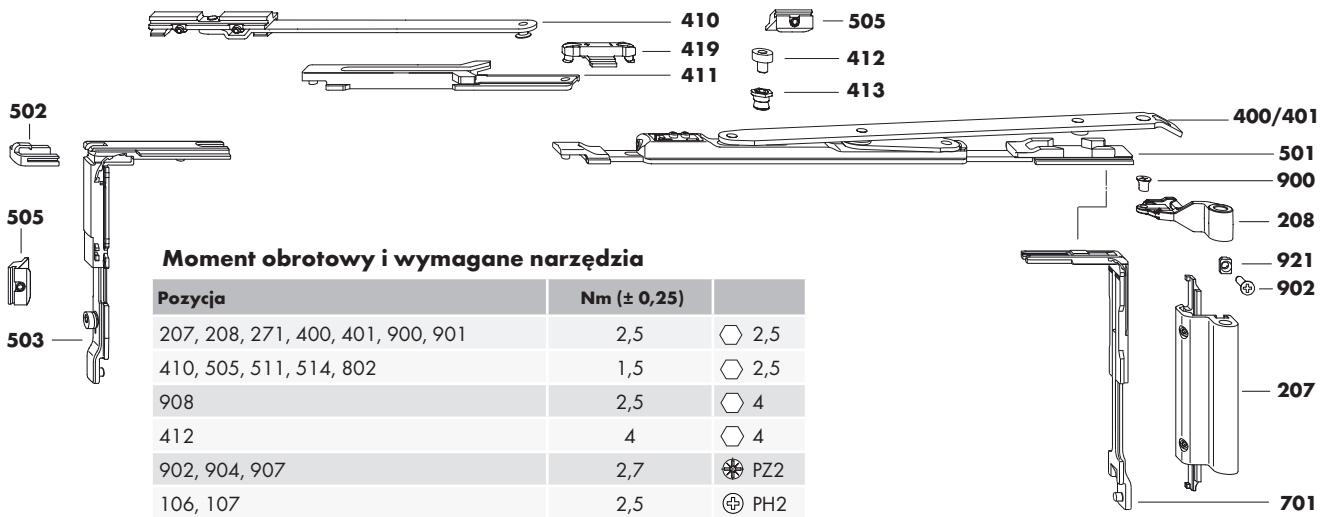 410
505
419
412
411
413
502
400/401
501
900
208
505
921
902
503
207
701
Moment obrotowy i wymagane narzędzia
Pozycja Nm (± 0,25)
207, 208, 271, 400, 401, 900, 901 2,5 2,5
410, 505, 511, 514, 802 1,5 2,5
908 2,5 4
412 4 4
902, 904, 907 2,7 PZ2
106, 107 2,5 PH2